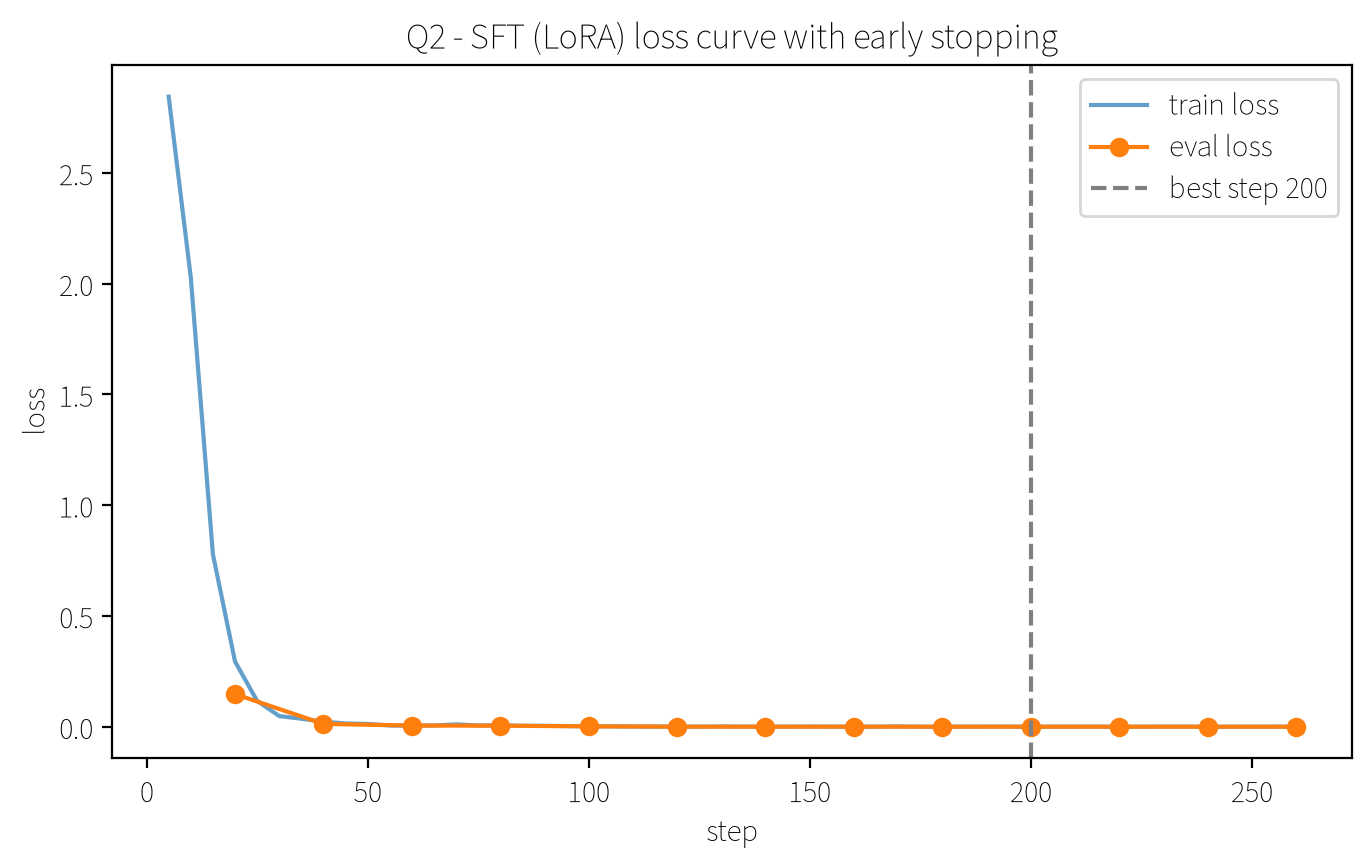 Q2 - SFT (LoRA) loss curve with early stopping
train loss
eval loss
best step 200
loss
2.5
2.0
1.5
1.0
0.5
0.0
0 50 100 150 200 250
step